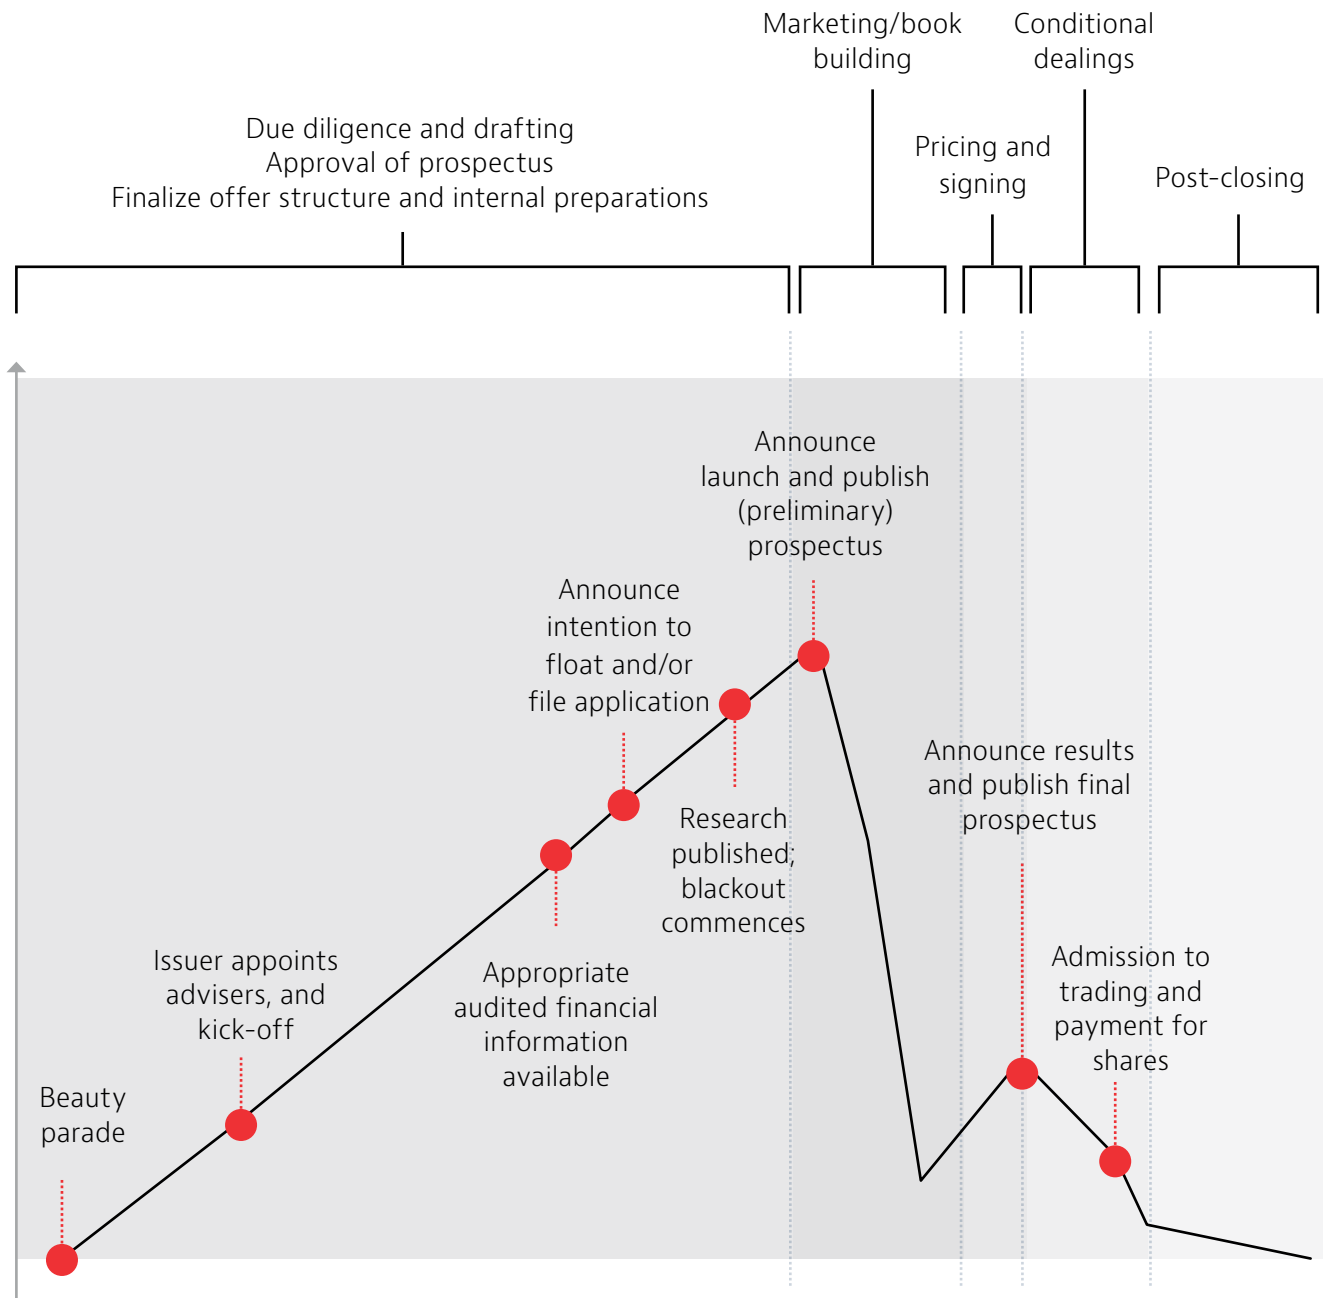 Marketing/book
building
Conditional
dealings
Due diligence and drafting
Approval of prospectus
Finalize offer structure and internal preparations
Pricing and
signing
Post-closing
Announce
launch and publish
(preliminary)
prospectus
Announce
intention to
float and/or
file application
Research
published;
blackout
commences
Announce results
and publish final
prospectus
Issuer appoints
advisers, and
kick-off
Appropriate
audited financial
information
available
Admission to
trading and
payment for
shares
Beauty
parade